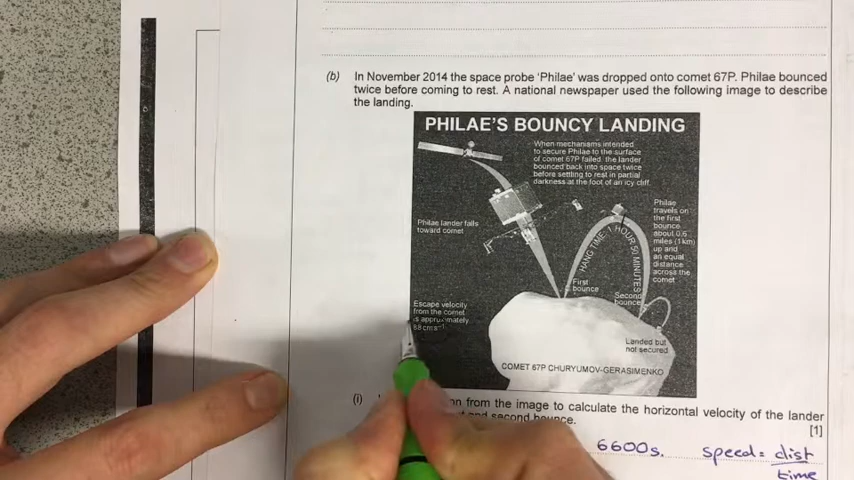 (b) In November 2014 the space probe 'Philae' was dropped onto comet 67P. Philae bounced
twice before coming to rest. A national newspaper used the following image to describe
the landing.
PHILAE'S BOUNCY LANDING
When mechanisms intended
to secure Philae to the surface
of comet 67P failed, the lander
bounced back into space twice
before settling to rest in partial
darkness at the foot of an icy cliff.
Philae lander falls
toward comet
Philae
travels on
the first
bounce
about 0.6
miles (1km)
up and
an equal
distance
across the
comet
HANG TIME: 1 HOUR 50 MINUTES
First
bounce
Second
bounce
Escape velocity
from the comet
is approximately
68 cm s⁻¹
Landed but
not secured
COMET 67P CHURYUMOV-GERASIMENKO
(i) from the image to calculate the horizontal velocity of the lander
and second bounce.
[1]
6600s. speed = dist
time